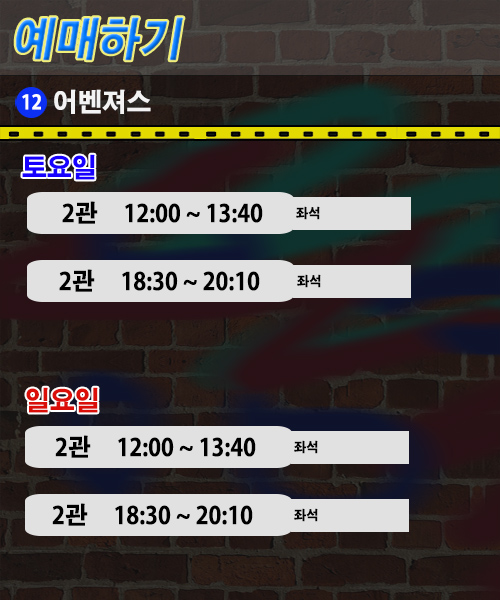 예매하기
12 어벤져스
토요일
2관 12:00 ~ 13:40 좌석
2관 18:30 ~ 20:10 좌석
일요일
2관 12:00 ~ 13:40 좌석
2관 18:30 ~ 20:10 좌석